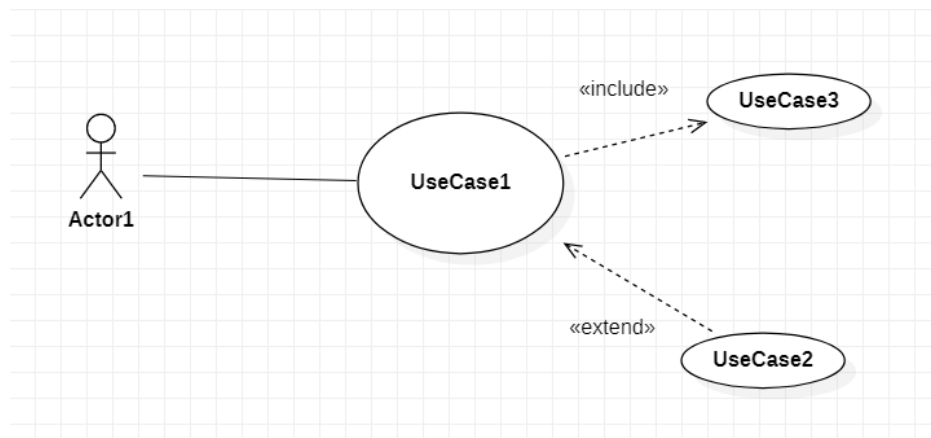 «include»
UseCase3
UseCase1
Actor1
«extend»
UseCase2